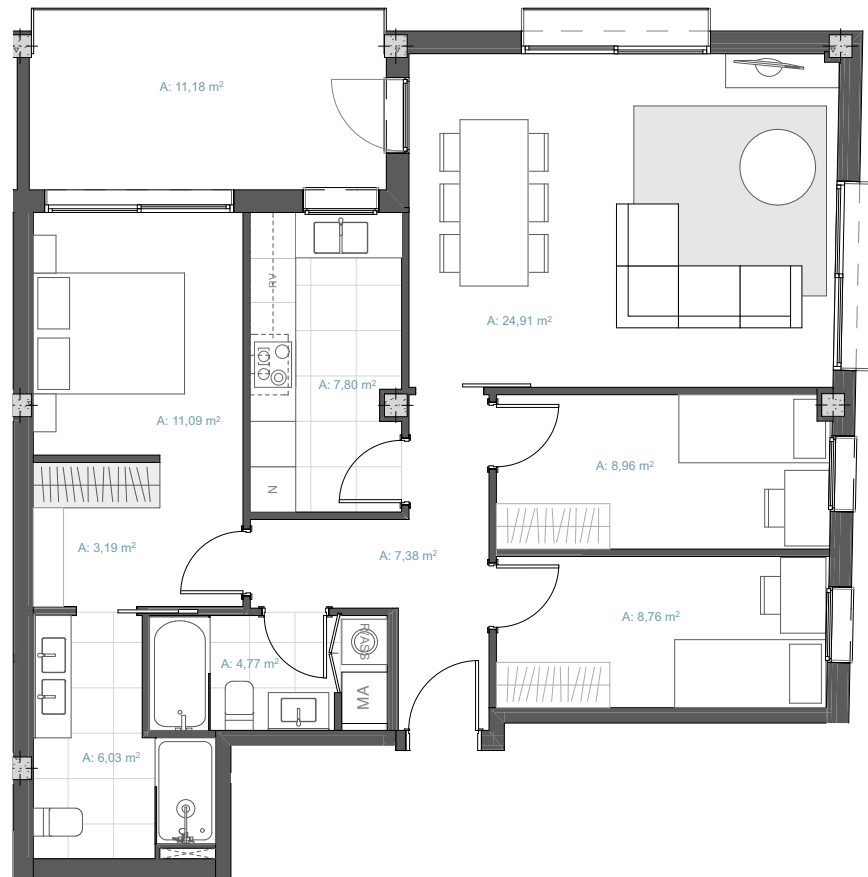 A: 11,18 m²
A: 24,91 m²
RV
A: 7,80 m²
A: 11,09 m²
A: 8,96 m²
N
A: 3,19 m²
A: 7,38 m²
A: 8,76 m²
R/ASS
A: 4,77 m²
MA
A: 6,03 m²